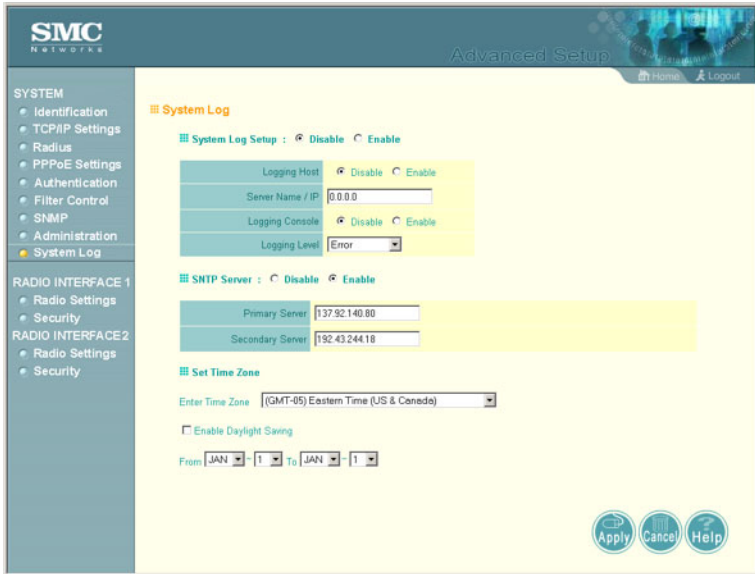 SMC
Networks
Advanced Setup
Home Logout
SYSTEM
Identification
TCP/IP Settings
Radius
PPPoE Settings
Authentication
Filter Control
SNMP
Administration
System Log
RADIO INTERFACE 1
Radio Settings
Security
RADIO INTERFACE2
Radio Settings
Security
System Log
System Log Setup : Disable Enable
Logging Host Disable Enable
Server Name / IP 0.0.0.0
Logging Console Disable Enable
Logging Level Error
SNTP Server : Disable Enable
Primary Server 137.92.140.80
Secondary Server 192.43.244.18
Set Time Zone
Enter Time Zone (GMT-05) Eastern Time (US & Canada)
Enable Daylight Saving
From JAN - 1 To JAN - 1
Apply Cancel Help